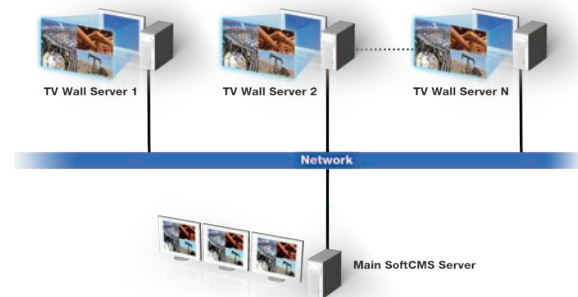 TV Wall Server 1
TV Wall Server 2
TV Wall Server N
Network
Main SoftCMS Server